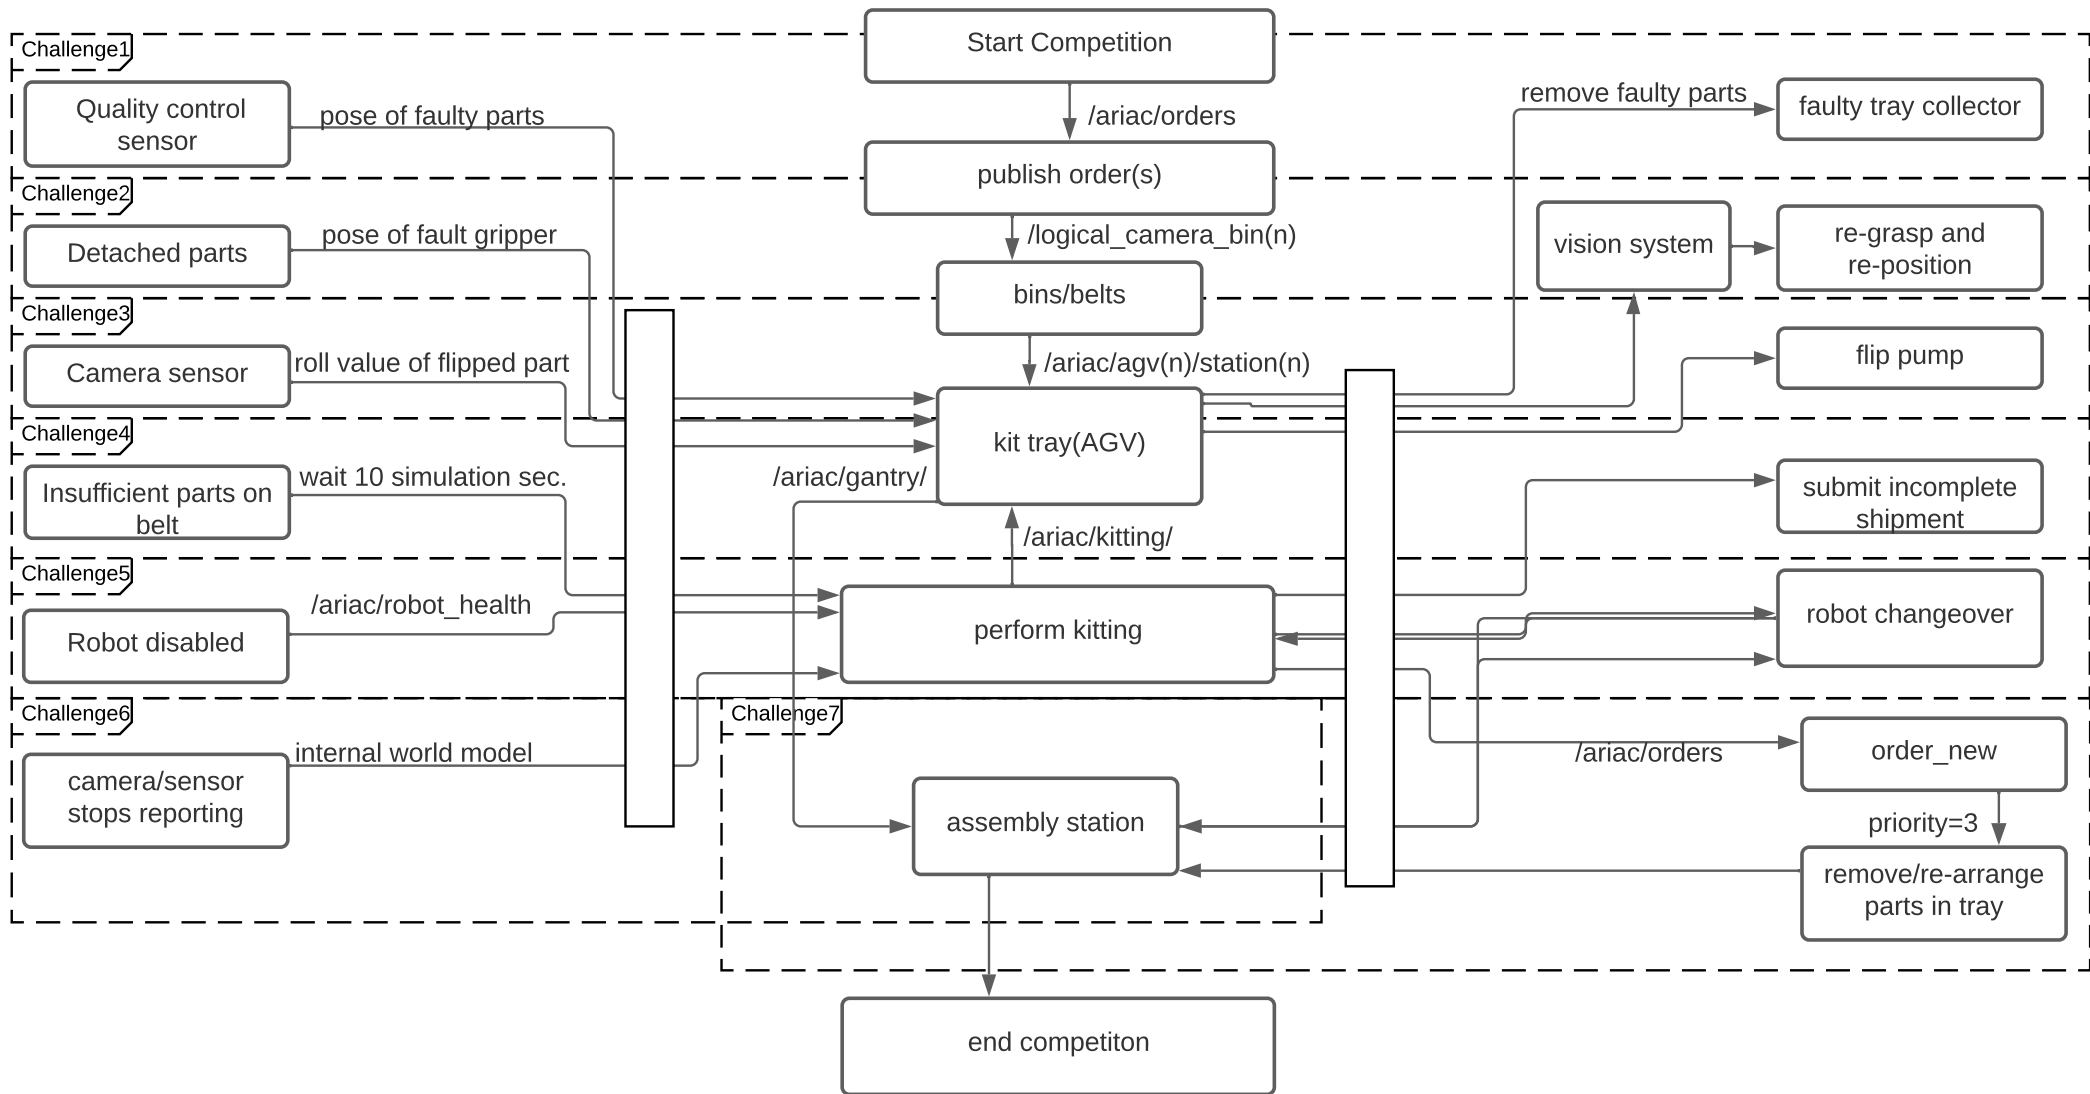 Start Competition
Challenge1
Quality control
sensor
pose of faulty parts
/ariac/orders
remove faulty parts
faulty tray collector
publish order(s)
Challenge2
Detached parts
pose of fault gripper
/logical_camera_bin(n)
vision system
re-grasp and
re-position
bins/belts
Challenge3
Camera sensor
roll value of flipped part
/ariac/agv(n)/station(n)
flip pump
Challenge4
kit tray(AGV)
Insufficient parts on
belt
wait 10 simulation sec.
/ariac/gantry/
submit incomplete
shipment
/ariac/kitting/
Challenge5
Robot disabled
/ariac/robot_health
perform kitting
robot changeover
Challenge6
Challenge7
camera/sensor
stops reporting
internal world model
/ariac/orders
order_new
assembly station
priority=3
remove/re-arrange
parts in tray
end competiton